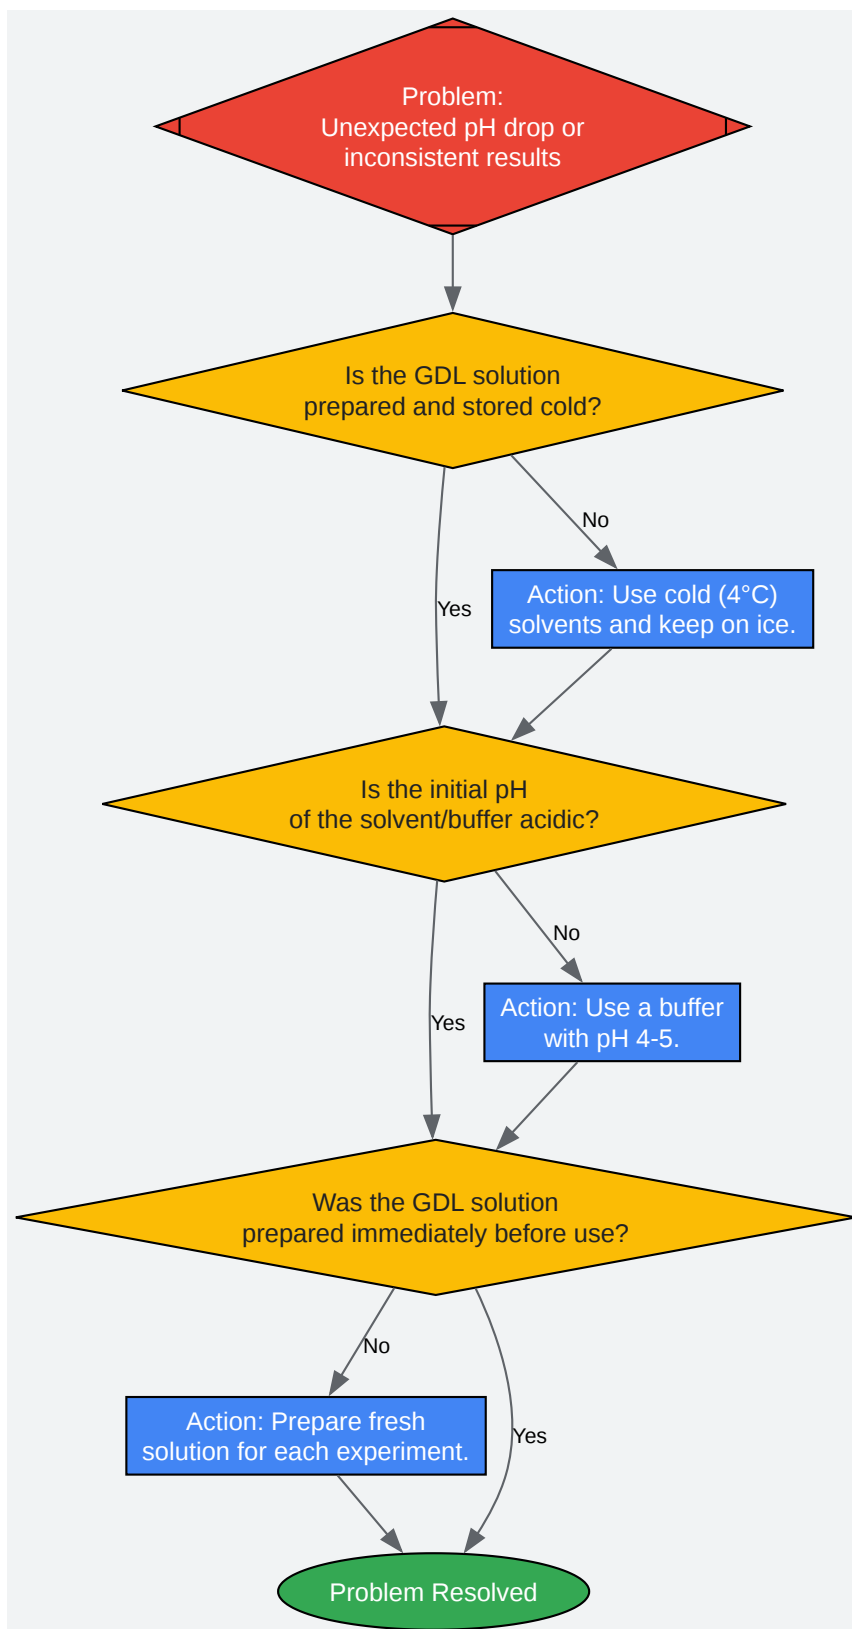 Problem:
Unexpected pH drop or
inconsistent results
Is the GDL solution
prepared and stored cold?
No
Action: Use cold (4°C)
solvents and keep on ice.
Yes
Is the initial pH
of the solvent/buffer acidic?
No
Action: Use a buffer
with pH 4-5.
Yes
Was the GDL solution
prepared immediately before use?
No
Action: Prepare fresh
solution for each experiment.
Yes
Problem Resolved